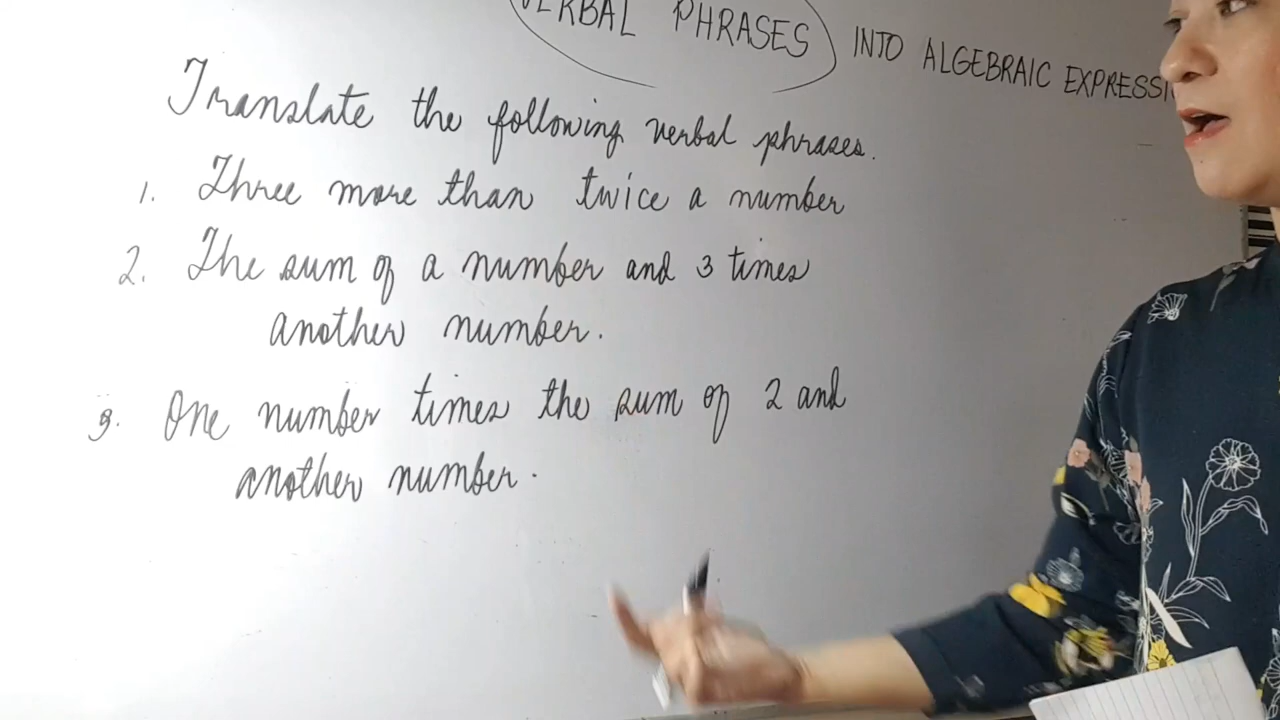 VERBAL PHRASES INTO ALGEBRAIC
Translate the following verbal phrases.
1. Three more than twice a number
2. The sum of a number and 3 times
another number.
3. One number times the sum of 2 and
another number.